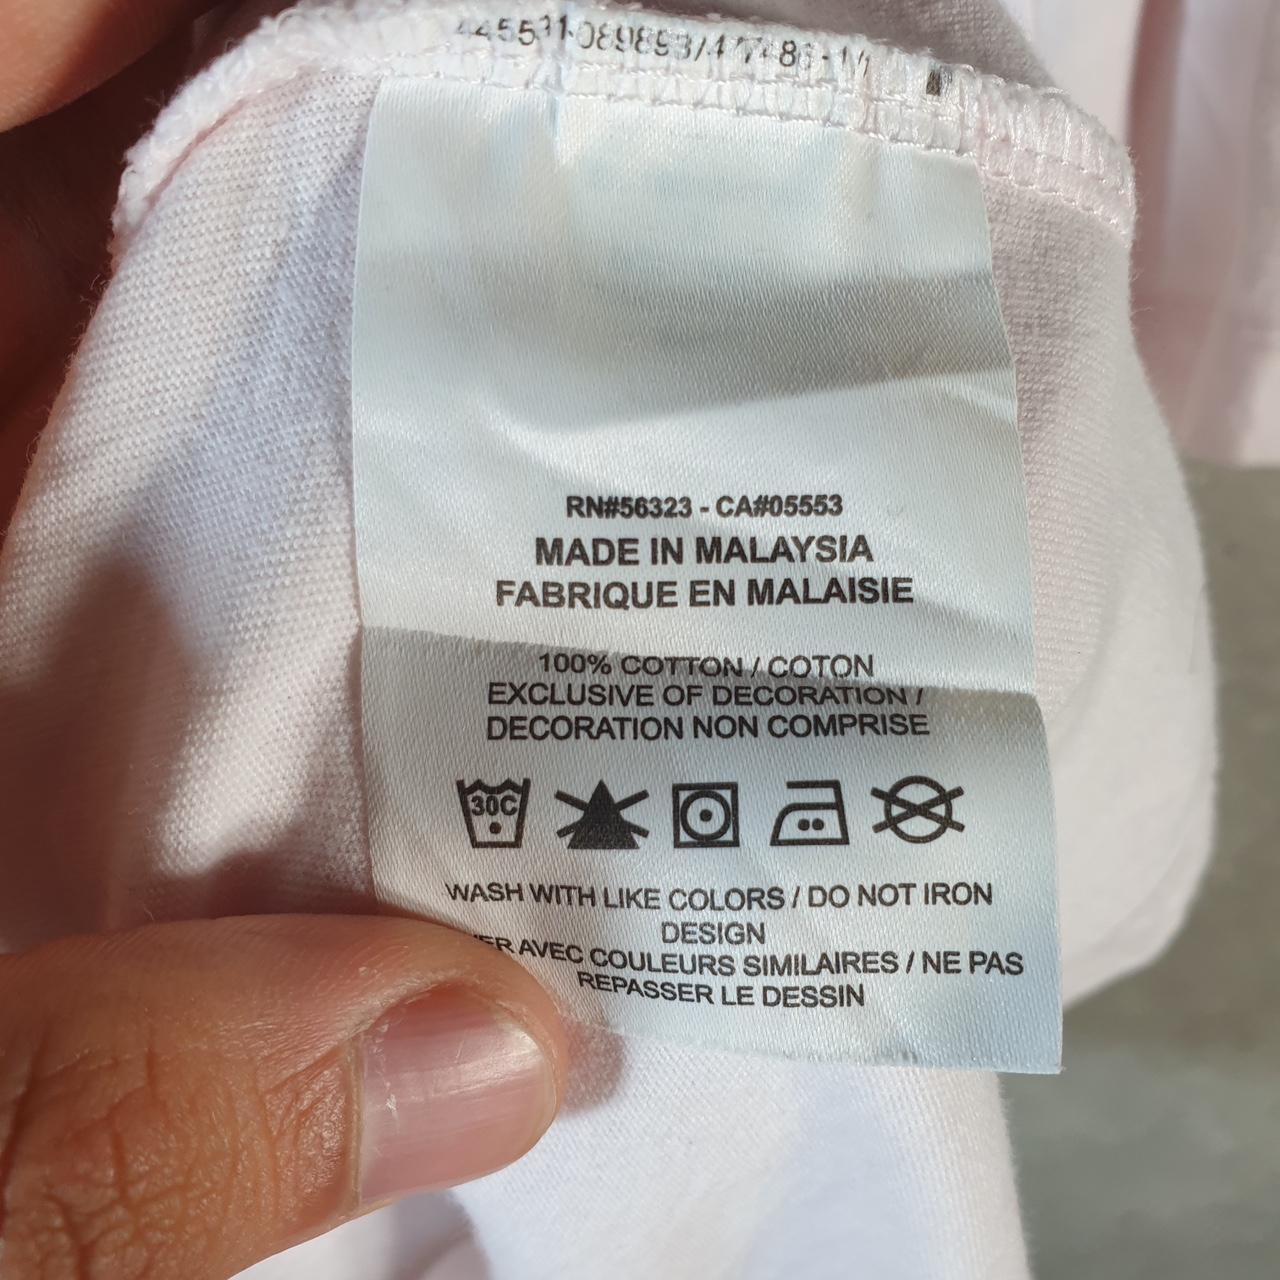 RN#56323 - CA#05553
MADE IN MALAYSIA
FABRIQUE EN MALAISIE
100% COTTON / COTON
EXCLUSIVE OF DECORATION /
DECORATION NON COMPRISE
30C
WASH WITH LIKE COLORS / DO NOT IRON
DESIGN
AVEC COULEURS SIMILAIRES / NE PAS
REPASSER LE DESSIN